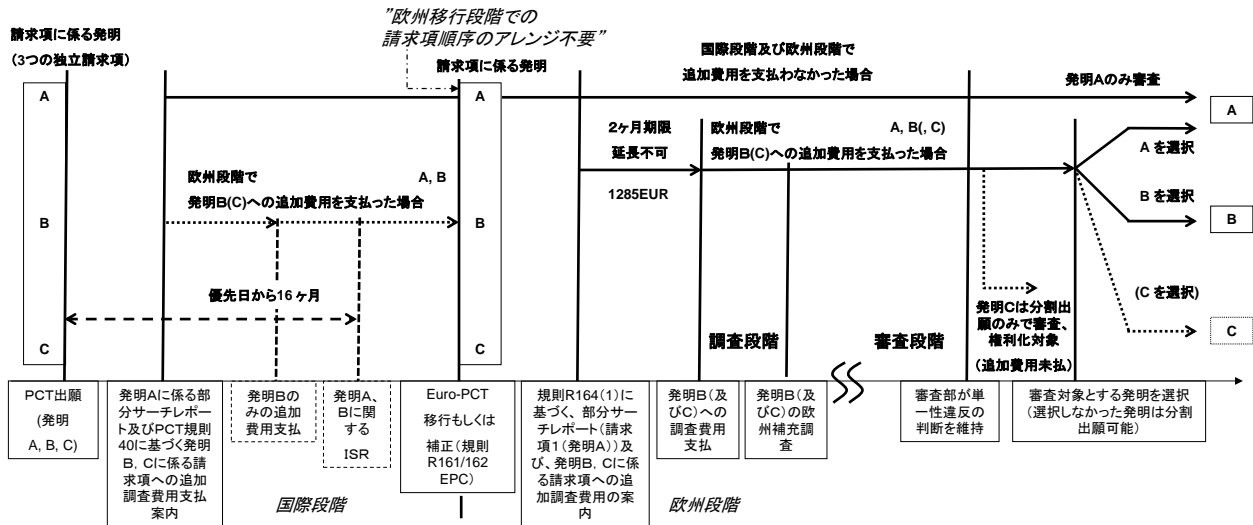 "欧州移行段階での
請求項順序のアレンジ不要"
請求項に係る発明
(3つの独立請求項)
請求項に係る発明
国際段階及び欧州段階で
追加費用を支払わなかった場合
発明Aのみ審査
A
A
A
2ヶ月期限
延長不可
1285EUR
欧州段階で
発明B(C)への追加費用を支払った場合
A, B(, C)
A を選択
欧州段階で
発明B(C)への追加費用を支払った場合
A, B
B を選択
B
B
B
優先日から16ヶ月
(C を選択)
発明Cは分割出
願のみで審査、
権利化対象
(追加費用未払)
C
C
C
調査段階
審査段階
PCT出願
(発明
A, B, C)
発明Aに係る部
分サーチレポー
ト及びPCT規則
40に基づく発明
B, Cに係る請
求項への追加
調査費用支払
案内
発明Bの
みの追加
費用支払
発明A、
Bに関
する
ISR
Euro-PCT
移行もしくは
補正(規則
R161/162
EPC)
規則R164(1)に
基づく、部分サー
チレポート(請求
項1(発明A))及
び、発明B, Cに係
る請求項への追
加調査費用の案
内
発明B(及
びC)への
調査費用
支払
発明B(及
びC)の欧
州補充調
査
審査部が単
一性違反の
判断を維持
審査対象とする発明を選択
(選択しなかった発明は分割
出願可能)
国際段階
欧州段階